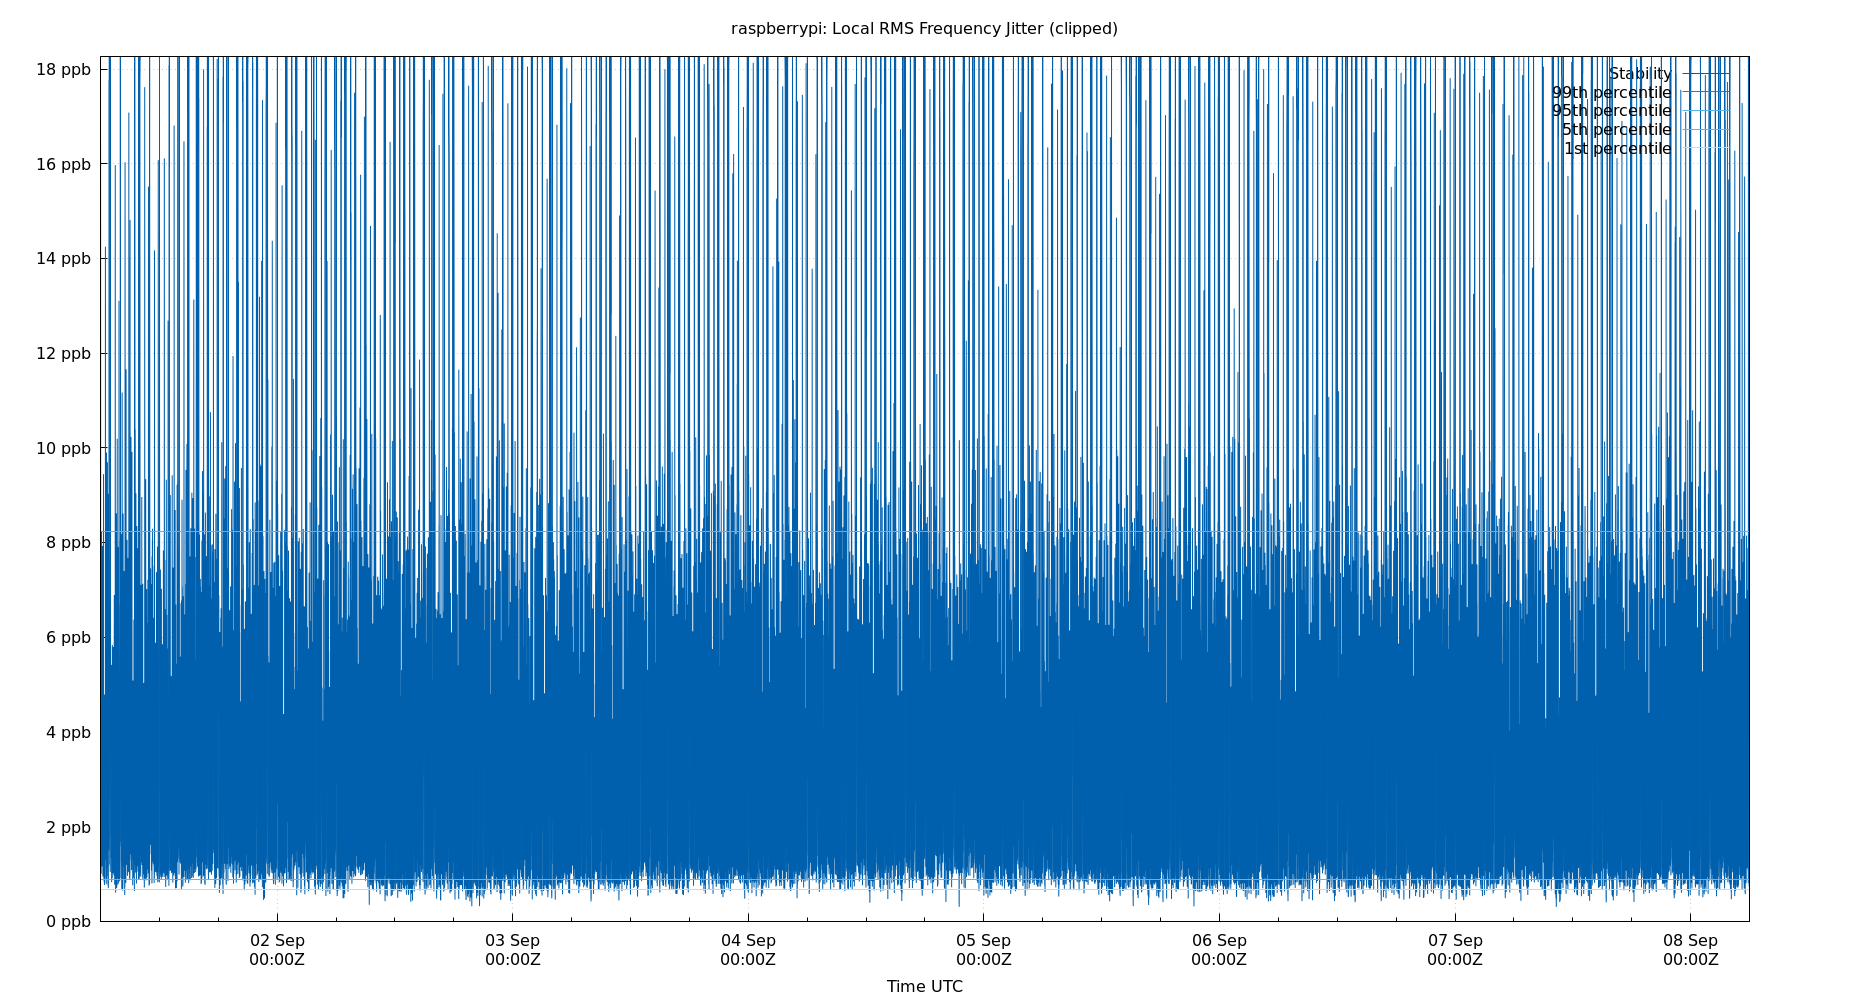 raspberrypi: Local RMS Frequency Jitter (clipped)
18 ppb
16 ppb
14 ppb
12 ppb
10 ppb
8 ppb
6 ppb
4 ppb
2 ppb
0 ppb
Stability
99th percentile
95th percentile
5th percentile
1st percentile
02 Sep 03 Sep 04 Sep 05 Sep 06 Sep 07 Sep 08 Sep
00:00Z 00:00Z 00:00Z 00:00Z 00:00Z 00:00Z 00:00Z
Time UTC